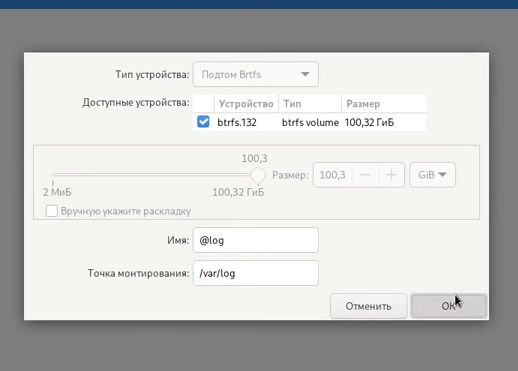 Тип устройства: Подтом Brtfs
Доступные устройства: Устройство Тип Размер
btrfs.132 btrfs volume 100,32 ГиБ
100,3
Размер: 100,3 GiB
2 МиБ 100,32 ГиБ
Вручную укажите раскладку
Имя: @log
Точка монтирования: /var/log
Отменить OK